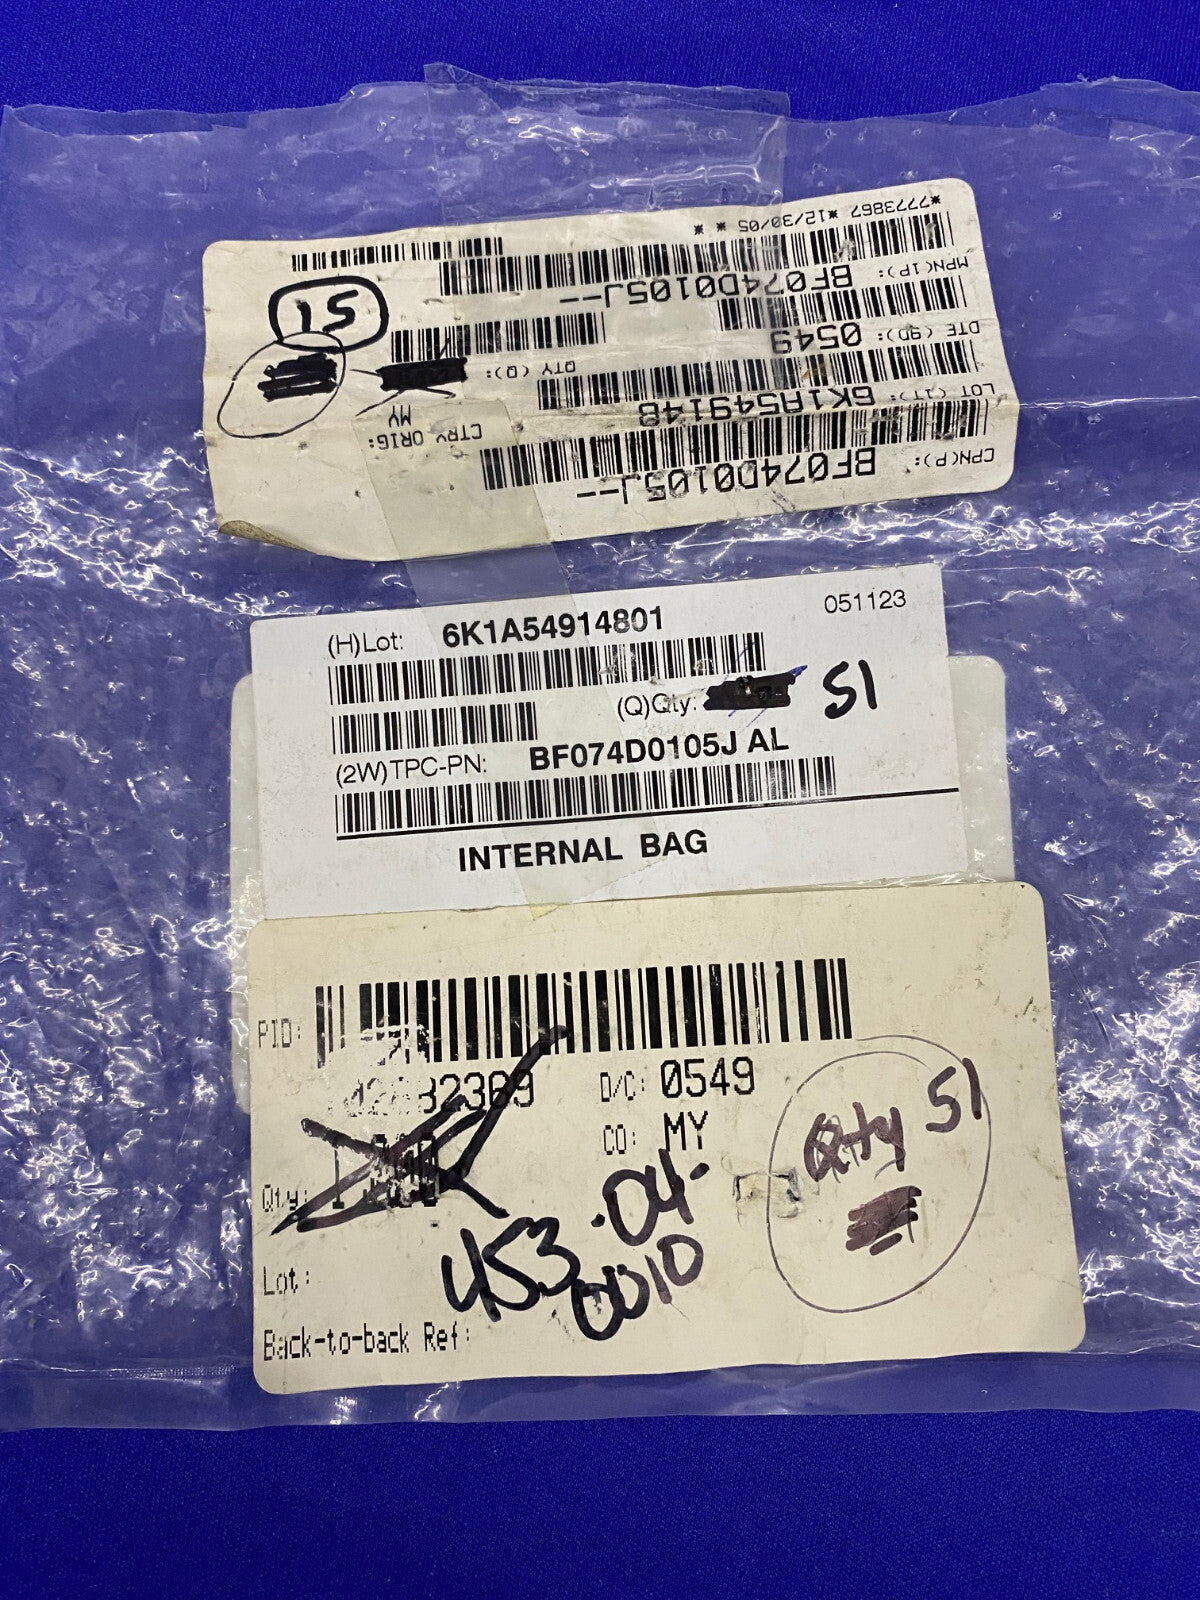 CPN(P): BF074D0105J--
LOT (1T): 6K1A549148
CTRY ORIG:
MY
DTE (9D): 0549
QTY (Q):
51
MPN(1P): BF074D0105J--
*7773867 *12/30/05 * *
(H)Lot: 6K1A54914801
051123
(Q)Qty: 51
(2W)TPC-PN: BF074D0105J AL
INTERNAL BAG
PID:
D/C: 0549
CO: MY
Qty:
Qty 51
453-04-
0010
Lot:
Back-to-back Ref: